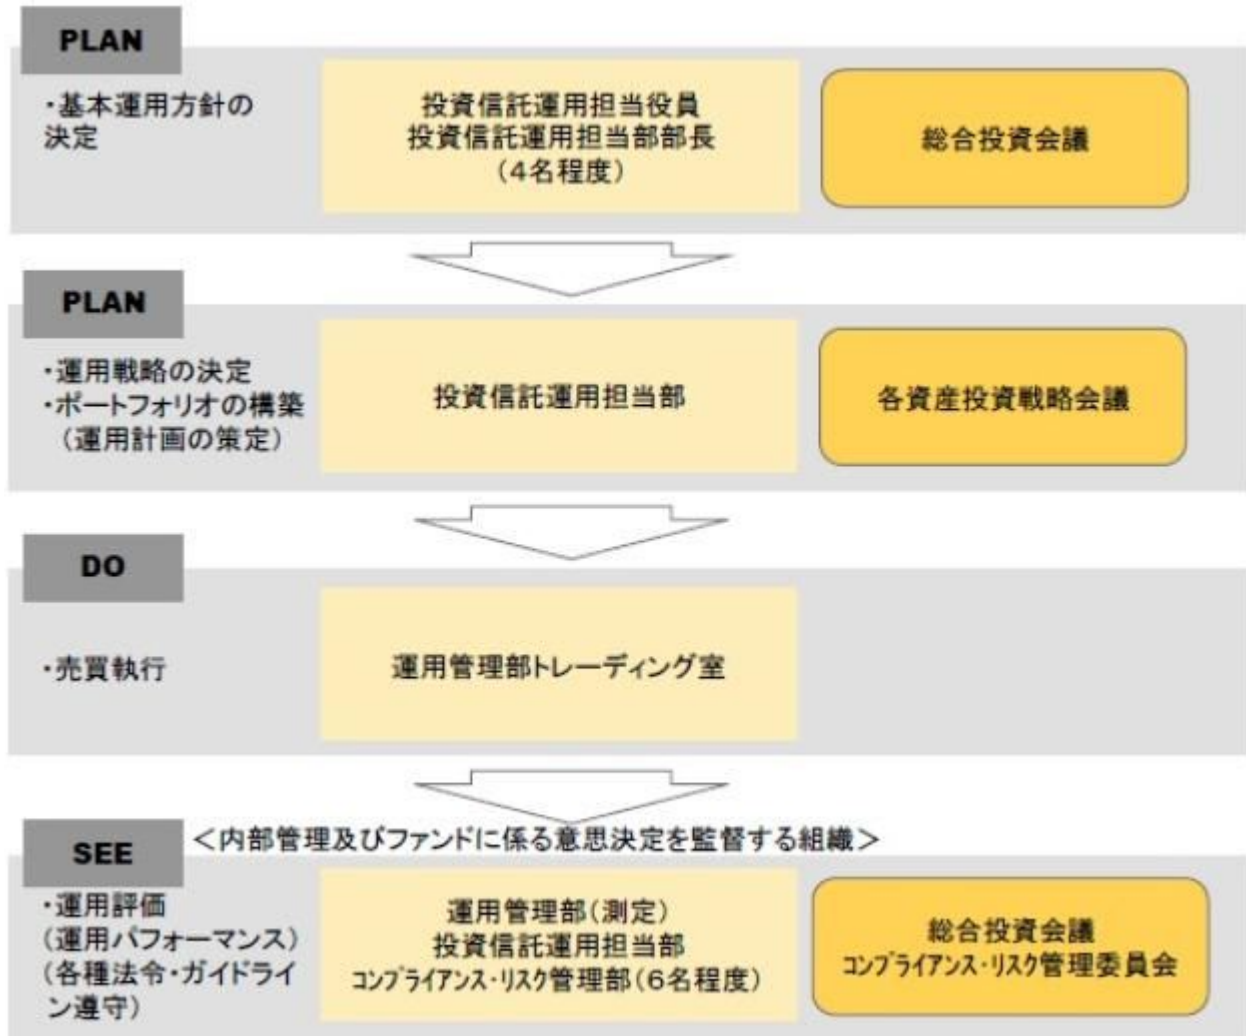 PLAN
・基本運用方針の
決定
投資信託運用担当役員
投資信託運用担当部部長
(4名程度)
総合投資会議
PLAN
・運用戦略の決定
・ポートフォリオの構築
(運用計画の策定)
投資信託運用担当部
各資産投資戦略会議
DO
・売買執行
運用管理部トレーディング室
SEE
＜内部管理及びファンドに係る意思決定を監督する組織＞
・運用評価
(運用パフォーマンス)
(各種法令・ガイドライ
ン遵守)
運用管理部(測定)
投資信託運用担当部
コンプライアンス・リスク管理部(6名程度)
総合投資会議
コンプライアンス・リスク管理委員会